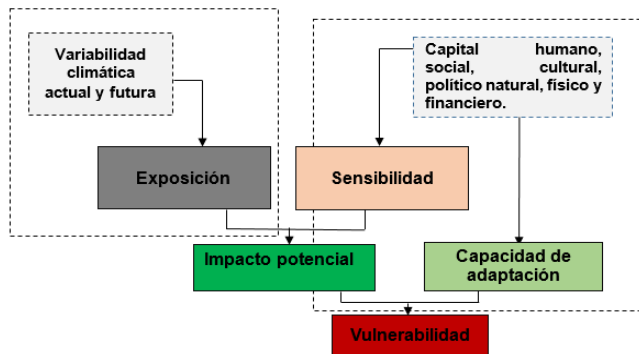 Variabilidad
climática
actual y futura
Capital humano,
social, cultural,
político natural, físico y
financiero.
Exposición
Sensibilidad
Impacto potencial
Capacidad de
adaptación
Vulnerabilidad